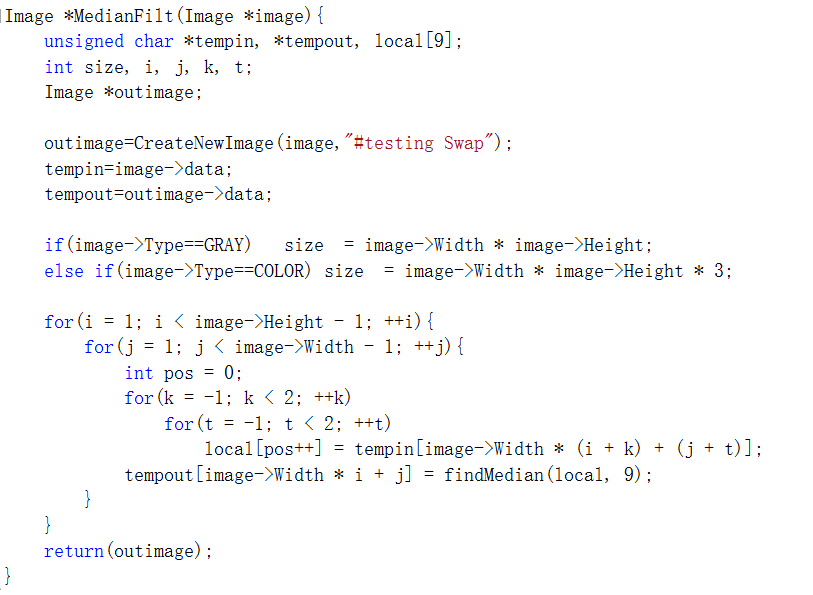 Image *MedianFilt(Image *image){
    unsigned char *tempin, *tempout, local[9];
    int size, i, j, k, t;
    Image *outimage;

    outimage=CreateNewImage(image,"#testing Swap");
    tempin=image->data;
    tempout=outimage->data;

    if(image->Type==GRAY)   size  = image->Width * image->Height;
    else if(image->Type==COLOR) size  = image->Width * image->Height * 3;

    for(i = 1; i < image->Height - 1; ++i){
        for(j = 1; j < image->Width - 1; ++j){
            int pos = 0;
            for(k = -1; k < 2; ++k)
                for(t = -1; t < 2; ++t)
                    local[pos++] = tempin[image->Width * (i + k) + (j + t)];
            tempout[image->Width * i + j] = findMedian(local, 9);
        }
    }
    return(outimage);
}